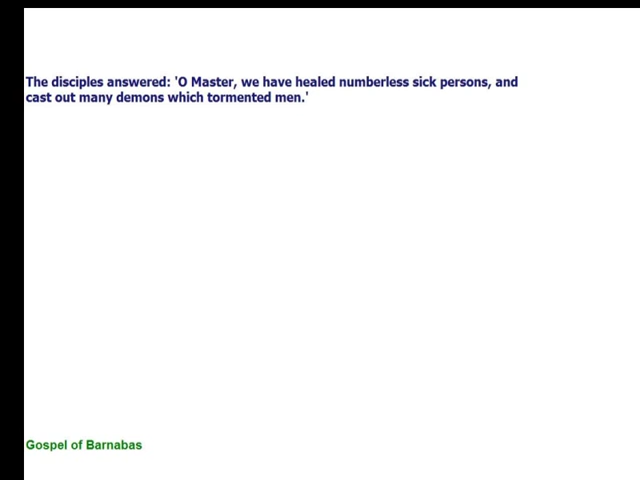 The disciples answered: 'O Master, we have healed numberless sick persons, and
cast out many demons which tormented men.'
Gospel of Barnabas